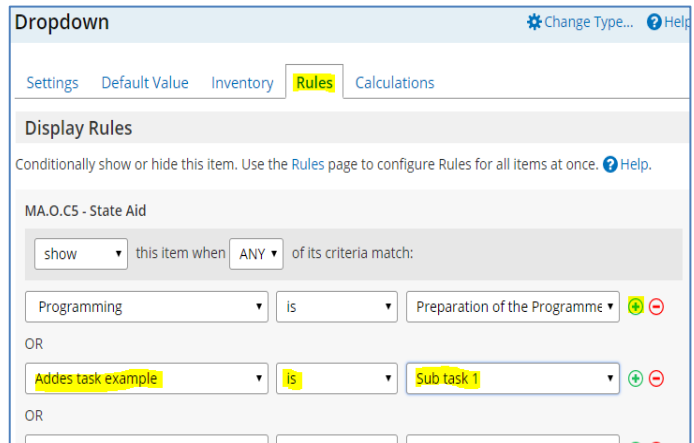 Dropdown Change Type... Help
Settings Default Value Inventory Rules Calculations
Display Rules
Conditionally show or hide this item. Use the Rules page to configure Rules for all items at once. Help.
MA.O.C5 - State Aid
show this item when ANY of its criteria match:
Programming is Preparation of the Programme
OR
Addes task example is Sub task 1
OR